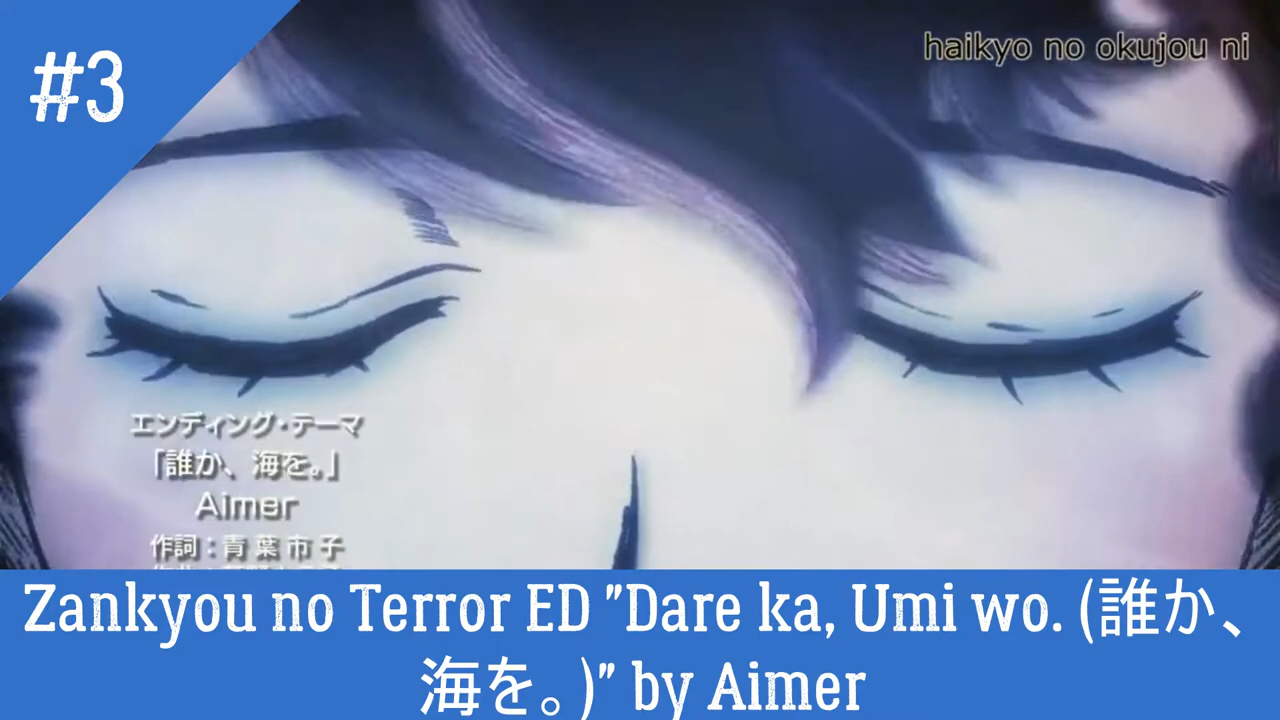 #3
haikyo no okujou ni
エンディング・テーマ
「誰か、海を。」
Aimer
作詞：青葉市子
Zankyou no Terror ED "Dare ka, Umi wo. (誰か、
海を。)" by Aimer